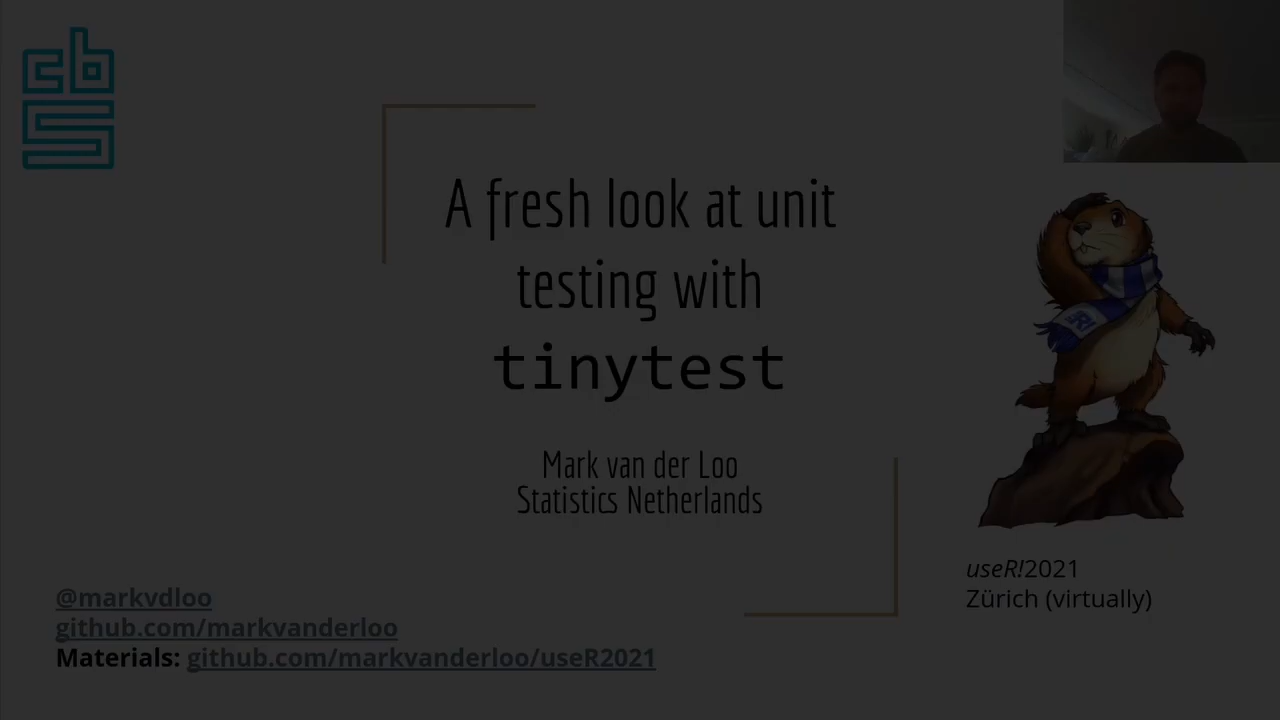 cbs
A fresh look at unit
testing with
tinytest
Mark van der Loo
Statistics Netherlands
R!
useR!2021
Zürich (virtually)
@markvdloo
github.com/markvanderloo
Materials: github.com/markvanderloo/useR2021